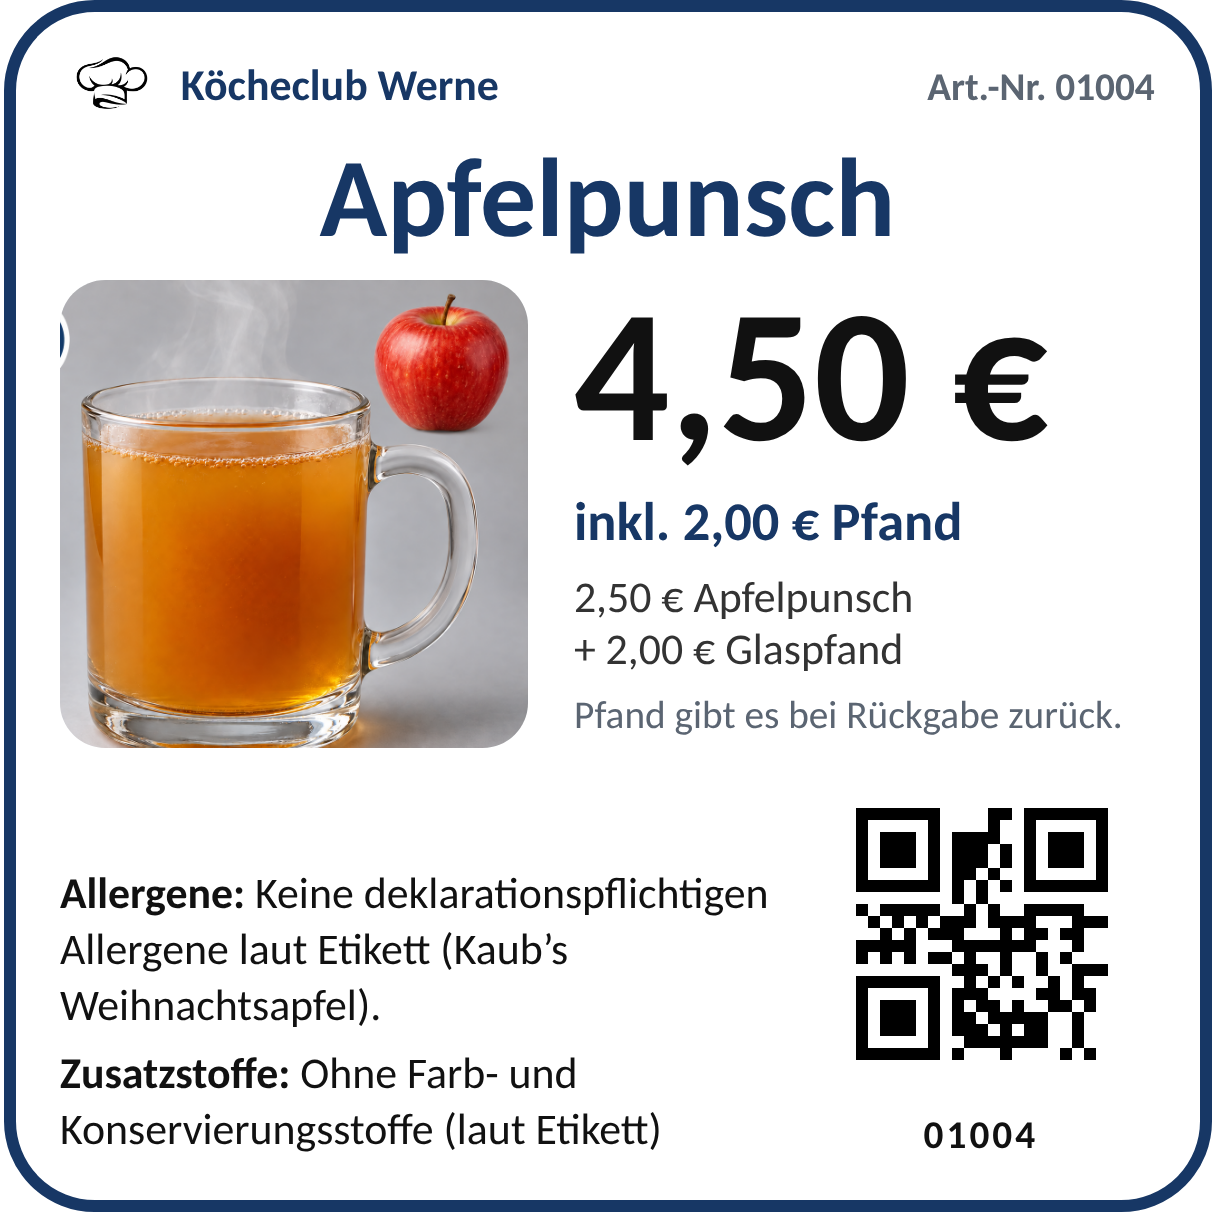 Köcheclub Werne
Art.-Nr. 01004
Apfelpunsch
4,50 €
inkl. 2,00 € Pfand
2,50 € Apfelpunsch
+ 2,00 € Glaspfand
Pfand gibt es bei Rückgabe zurück.
Allergene: Keine deklarationspflichtigen
Allergene laut Etikett (Kaub’s
Weihnachtsapfel).
Zusatzstoffe: Ohne Farb- und
Konservierungsstoffe (laut Etikett)
01004